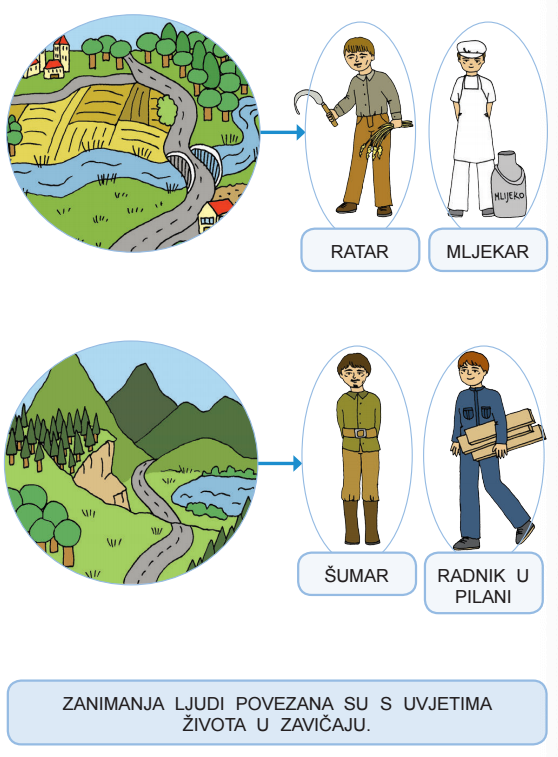 MLIJEKO
RATAR
MLJEKAR
ŠUMAR
RADNIK U
PILANI
ZANIMANJA LJUDI POVEZANA SU S UVJETIMA
ŽIVOTA U ZAVIČAJU.